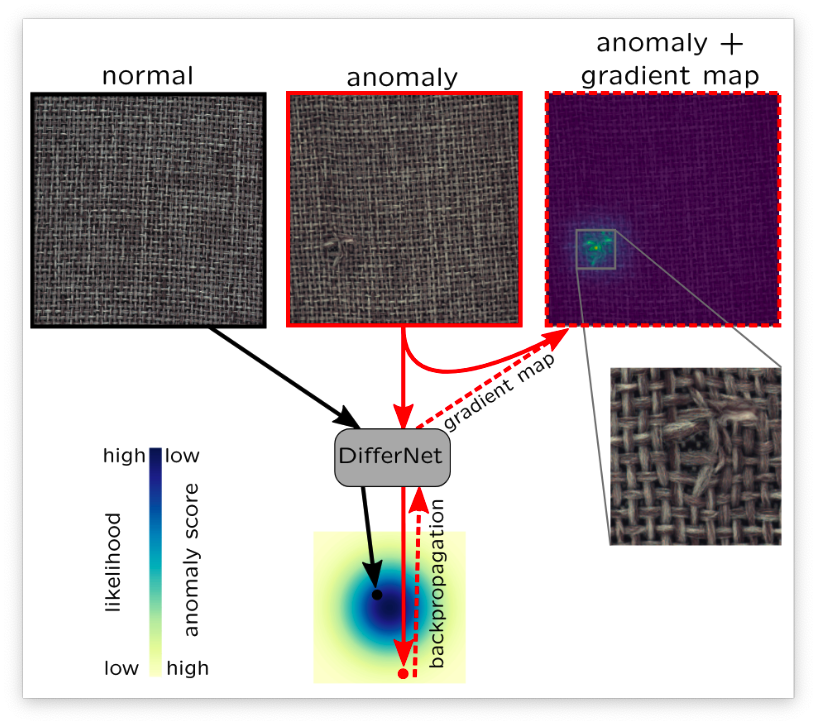 normal
anomaly
anomaly +
gradient map
gradient map
DifferNet
high
low
likelihood
anomaly score
low
high
backpropagation